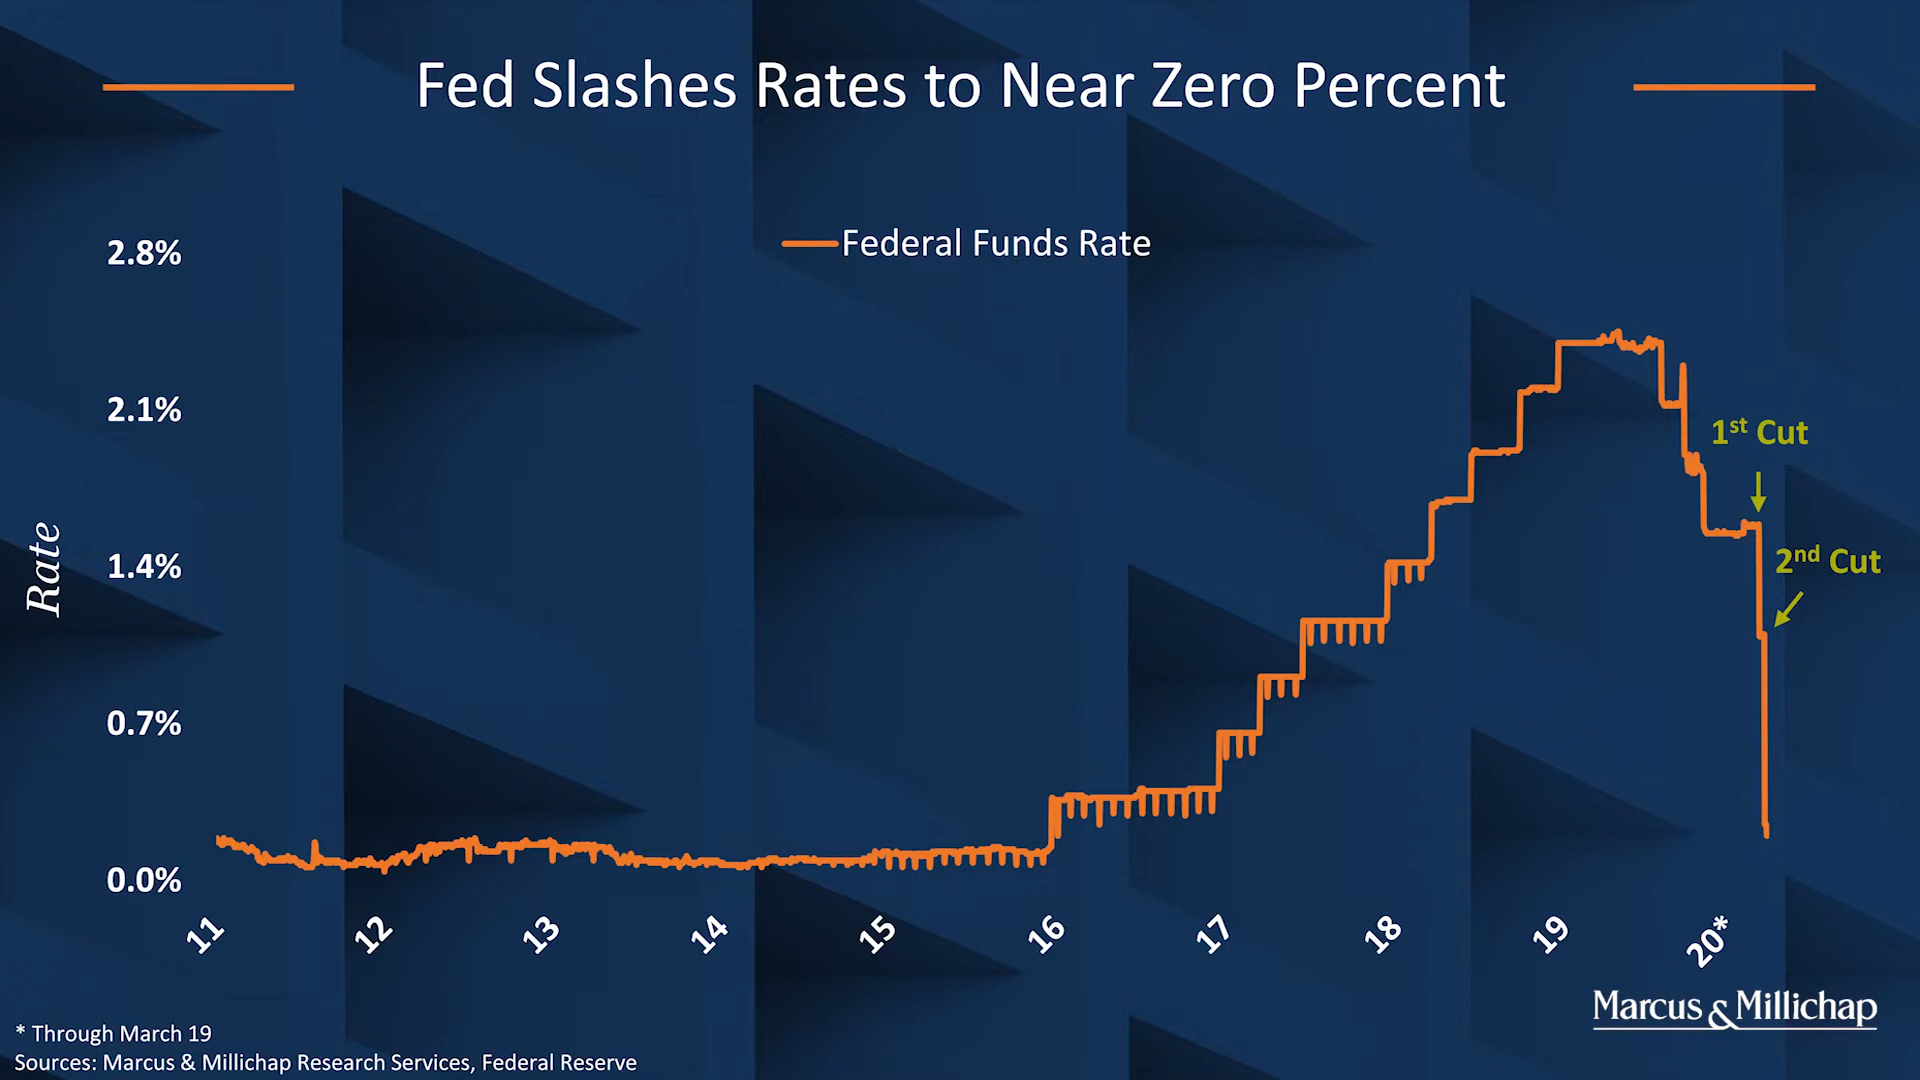 Fed Slashes Rates to Near Zero Percent
Federal Funds Rate
2.8%
2.1%
1.4%
0.7%
0.0%
Rate
1st Cut
2nd Cut
11 12 13 14 15 16 17 18 19 20*
Marcus & Millichap
* Through March 19
Sources: Marcus & Millichap Research Services, Federal Reserve